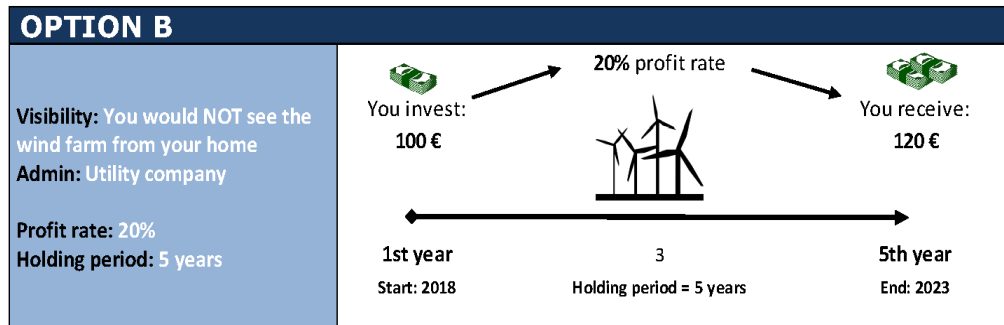 OPTION B
Visibility: You would NOT see the
wind farm from your home
Admin: Utility company
Profit rate: 20%
Holding period: 5 years
20% profit rate
You invest:
100 €
You receive:
120 €
1st year
3
5th year
Start: 2018
Holding period = 5 years
End: 2023